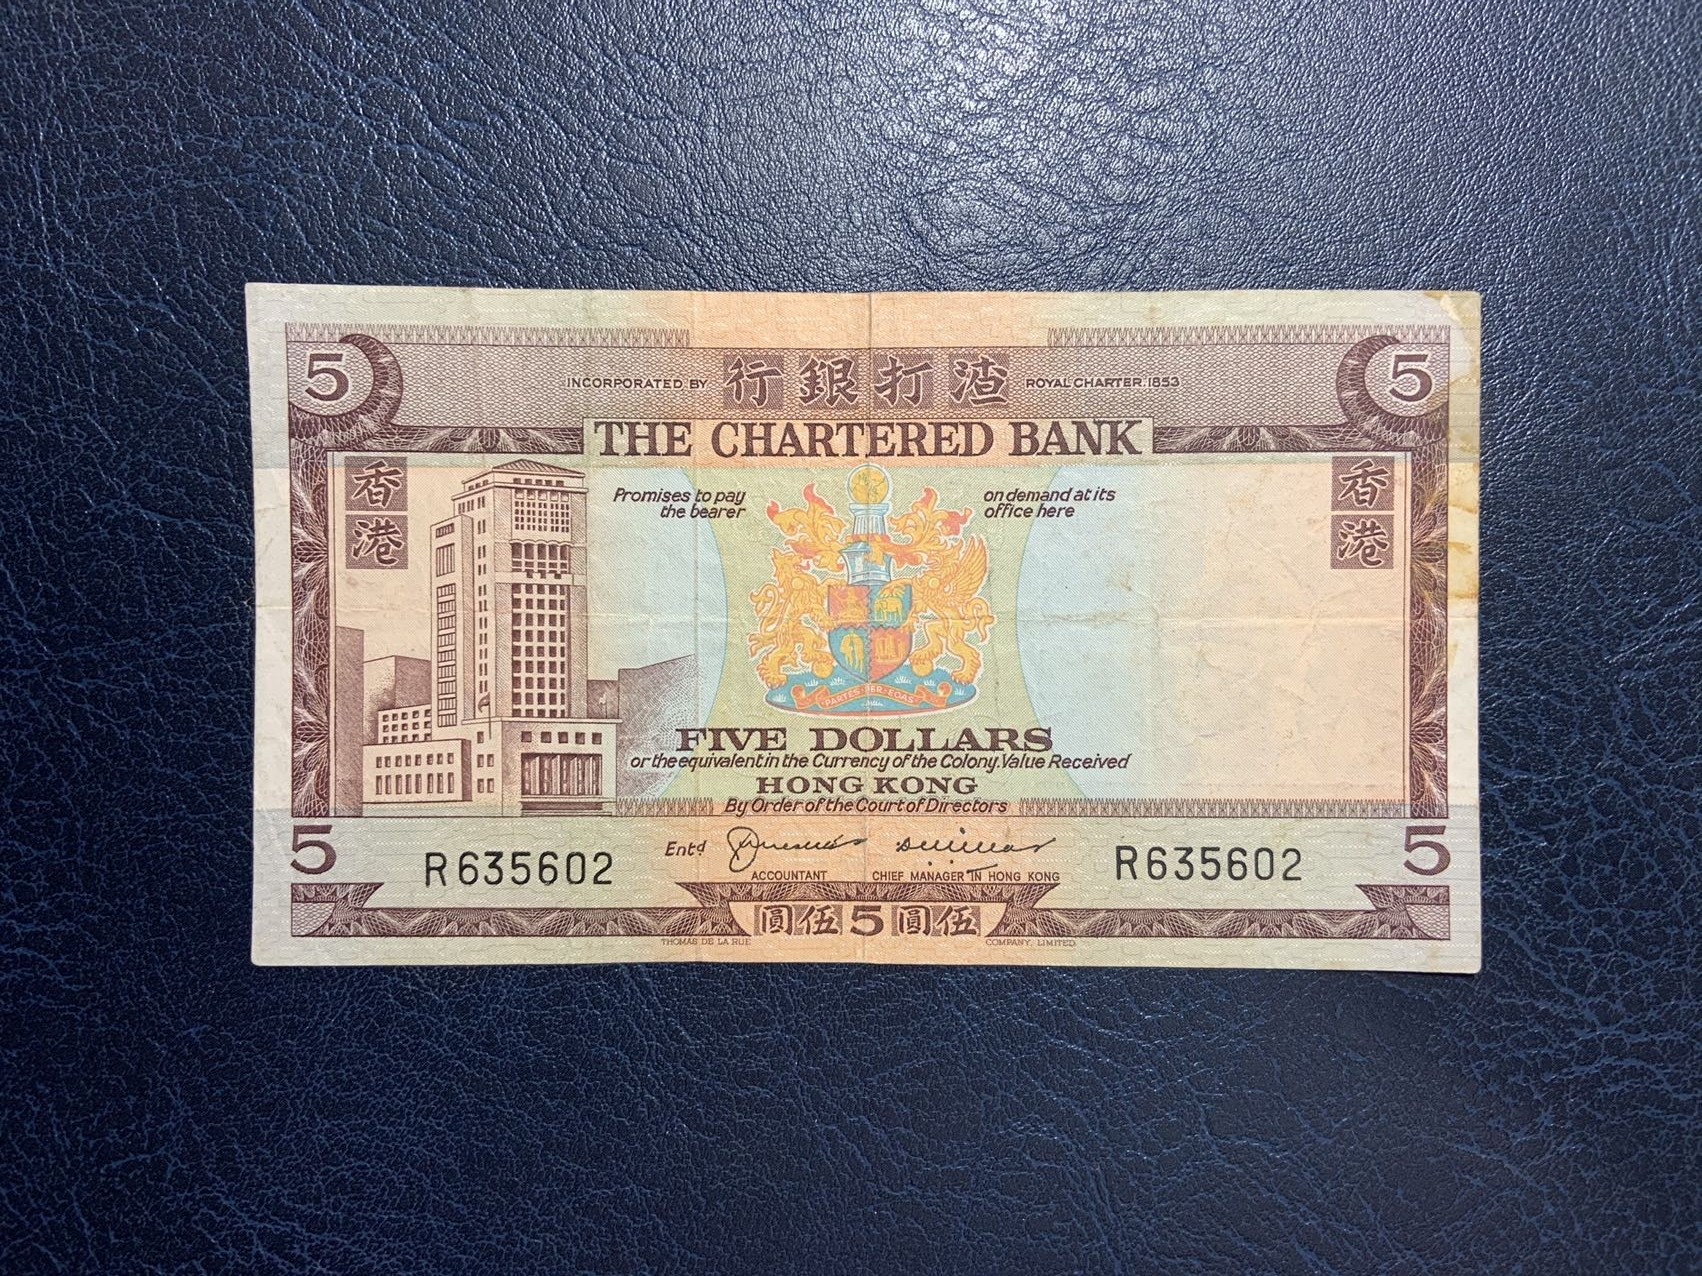 5 5
INCORPORATED BY 行銀打渣 ROYAL CHARTER 1853
THE CHARTERED BANK
香港 香港
Promises to pay the bearer on demand at its office here
PARTES PER EOAS
FIVE DOLLARS
or the equivalent in the Currency of the Colony. Value Received
HONG KONG
By Order of the Court of Directors
5 5
R635602 Entd R635602
ACCOUNTANT CHIEF MANAGER IN HONG KONG
圓伍5圓伍
THOMAS DE LA RUE COMPANY, LIMITED